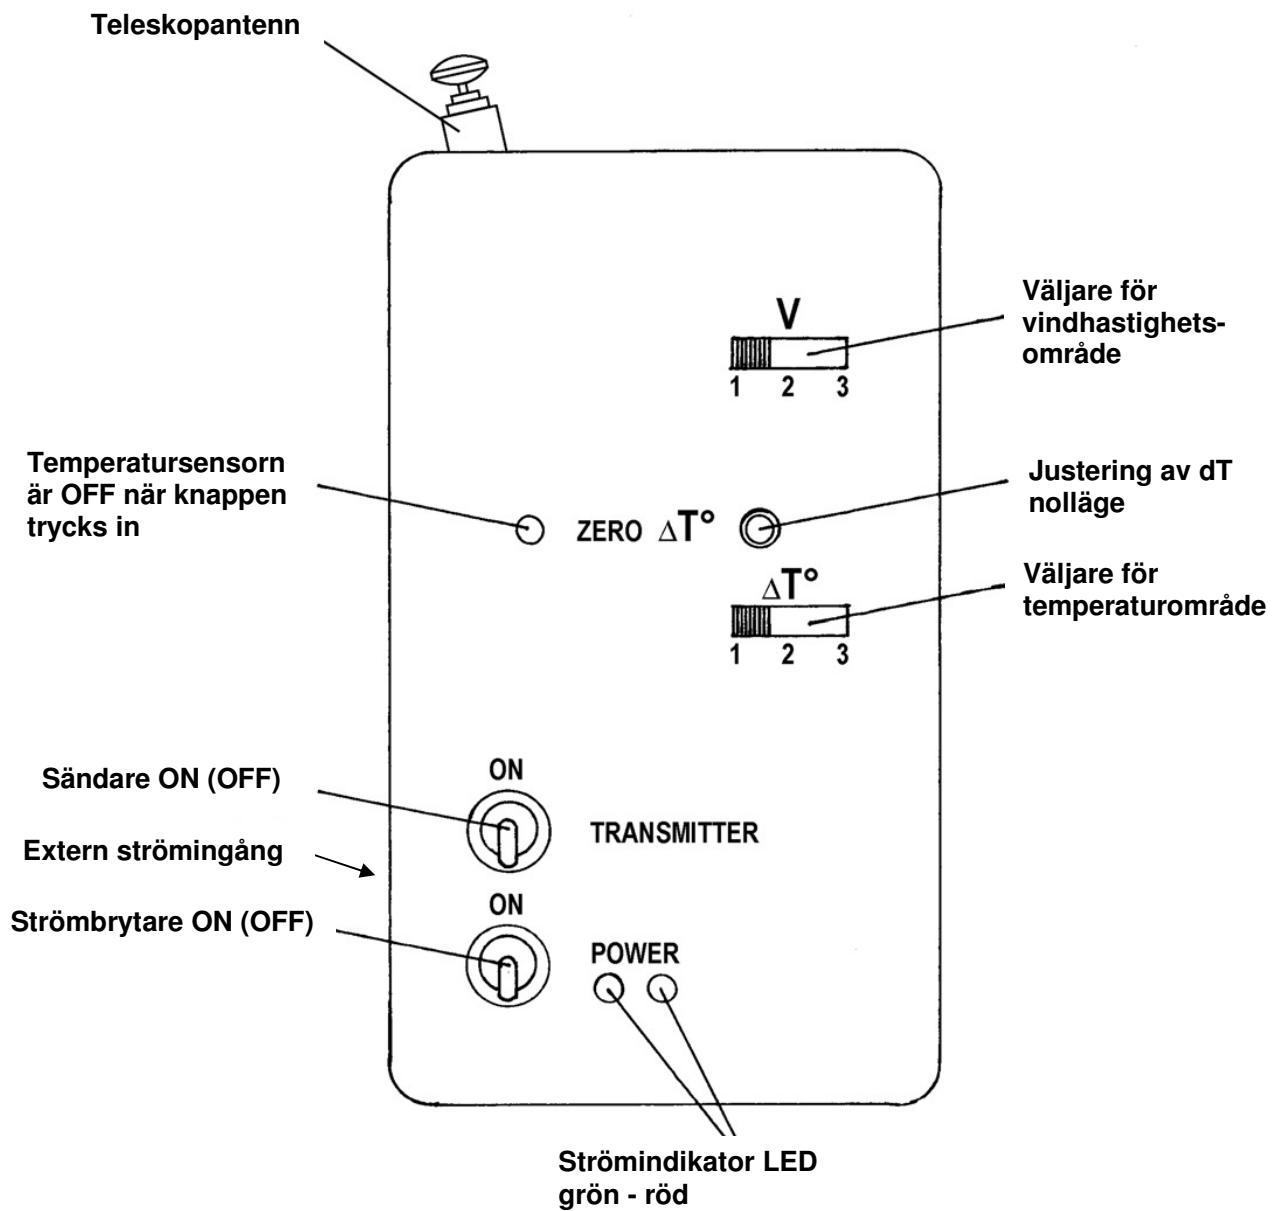 Teleskopantenn
V
1 2 3
Väljare för
vindhastighets-
område
Temperatursensorn
är OFF när knappen
trycks in
ZERO ΔT°
Justering av dT
nolläge
ΔT°
1 2 3
Väljare för
temperaturområde
ON
Sändare ON (OFF)
TRANSMITTER
Extern strömingång
ON
Strömbrytare ON (OFF)
POWER
Strömindikator LED
grön - röd